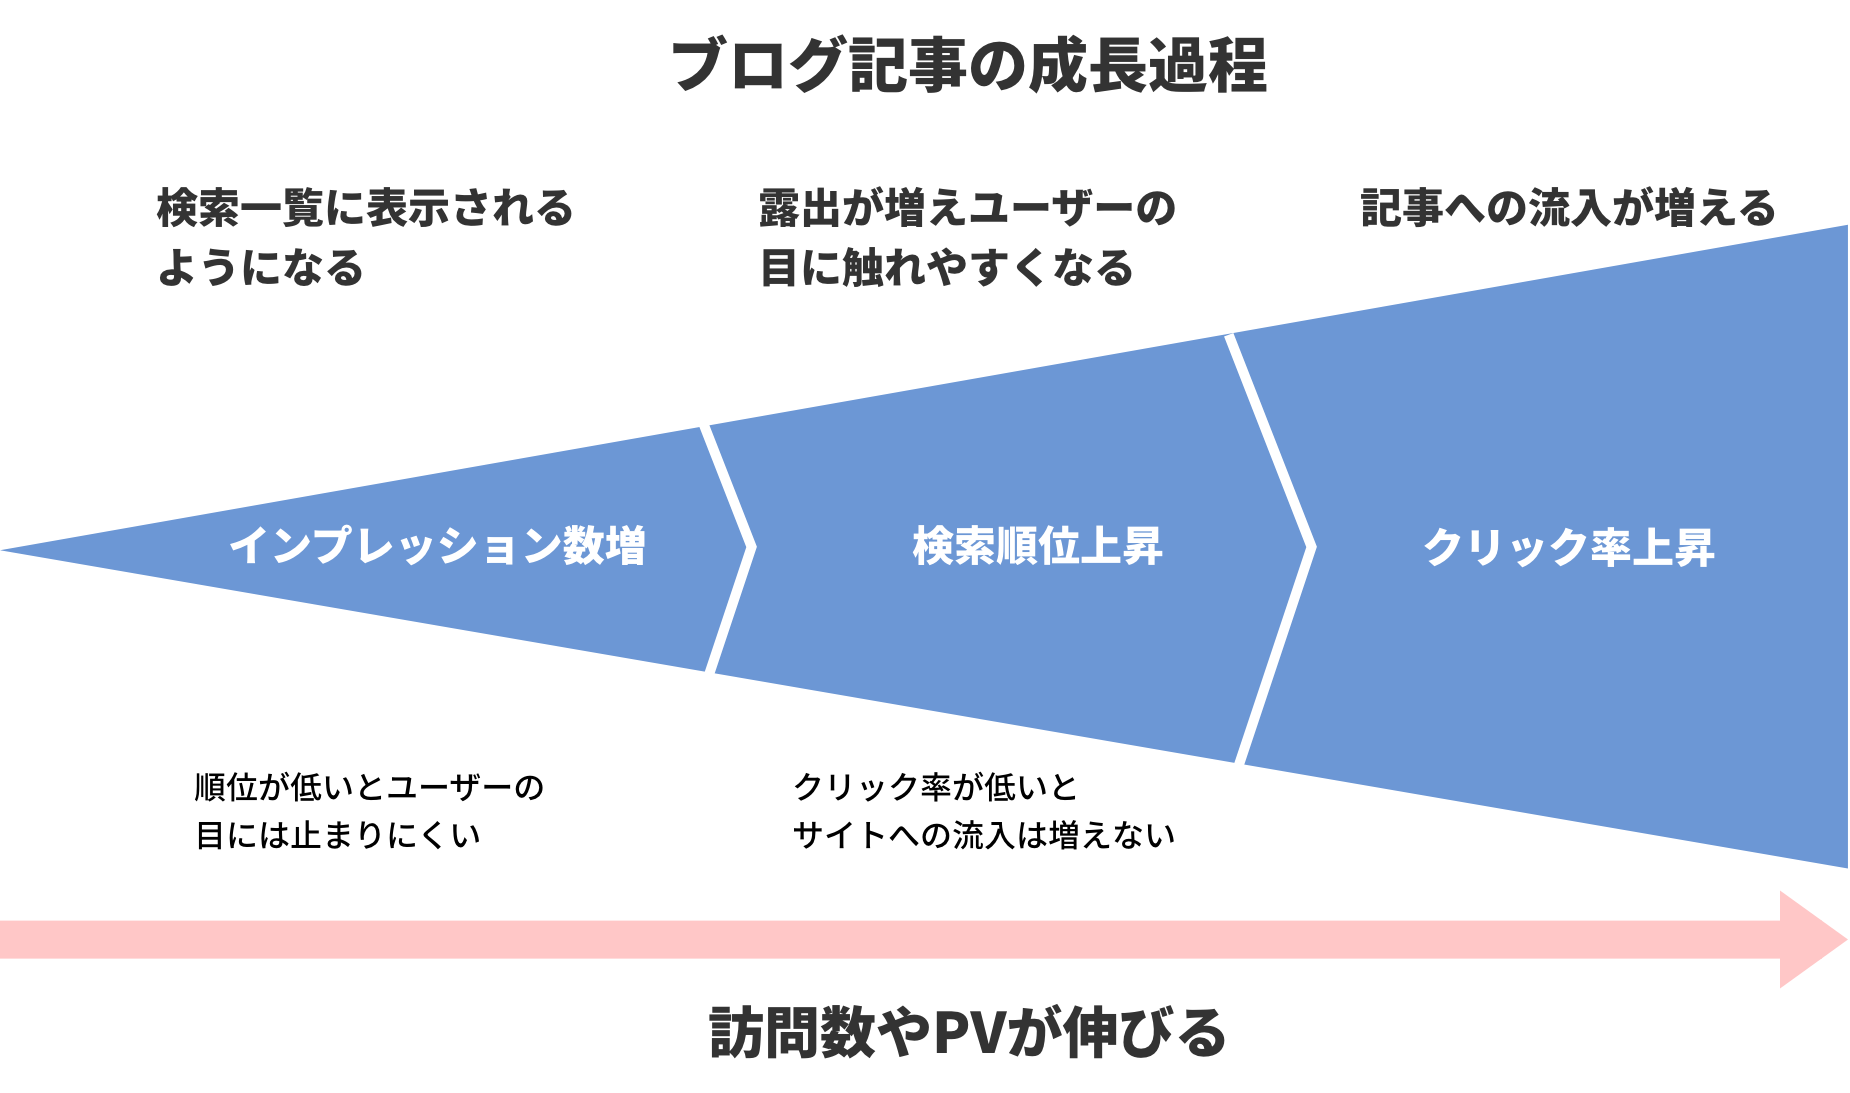 ブログ記事の成長過程
検索一覧に表示される
ようになる
露出が増えユーザーの
目に触れやすくなる
記事への流入が増える
インプレッション数増
検索順位上昇
クリック率上昇
順位が低いとユーザーの
目には止まりにくい
クリック率が低いと
サイトへの流入は増えない
訪問数やPVが伸びる